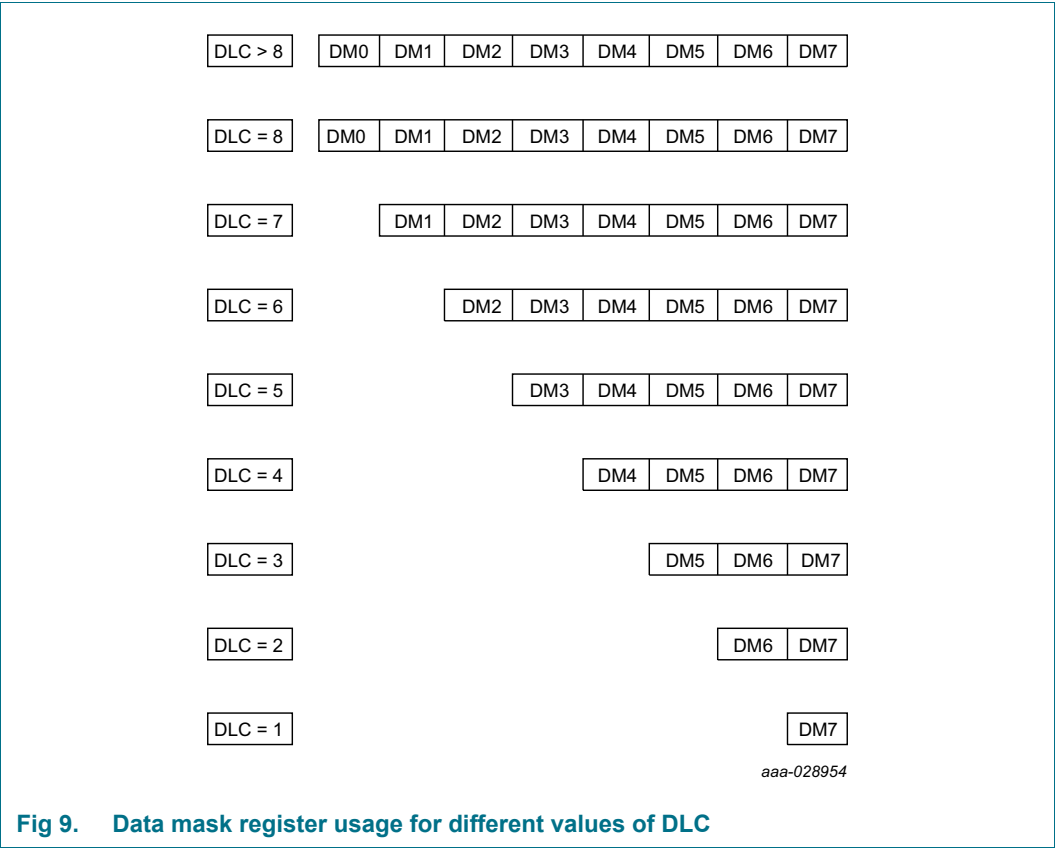 DLC > 8 DM0 DM1 DM2 DM3 DM4 DM5 DM6 DM7
DLC = 8 DM0 DM1 DM2 DM3 DM4 DM5 DM6 DM7
DLC = 7 DM1 DM2 DM3 DM4 DM5 DM6 DM7
DLC = 6 DM2 DM3 DM4 DM5 DM6 DM7
DLC = 5 DM3 DM4 DM5 DM6 DM7
DLC = 4 DM4 DM5 DM6 DM7
DLC = 3 DM5 DM6 DM7
DLC = 2 DM6 DM7
DLC = 1 DM7
aaa-028954
Fig 9. Data mask register usage for different values of DLC